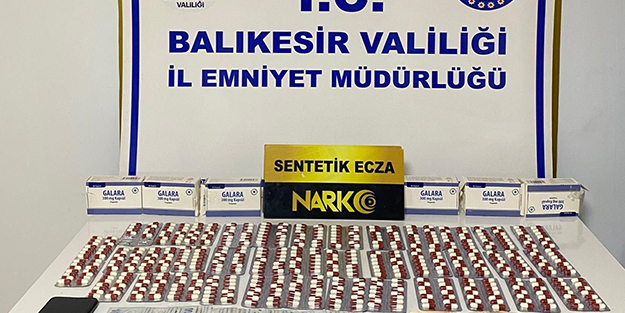 VALİLİĞİ
T.C.
BALIKESİR VALİLİĞİ
İL EMNİYET MÜDÜRLÜĞÜ
SENTETİK ECZA
NARKO
GALARA
300 mg Kapsül
GALARA
300 mg Kapsül
GALARA
300 mg Kapsül
GALARA
300 mg Kapsül
GALARA
300 mg Kapsül
GALARA
300 mg Kapsül